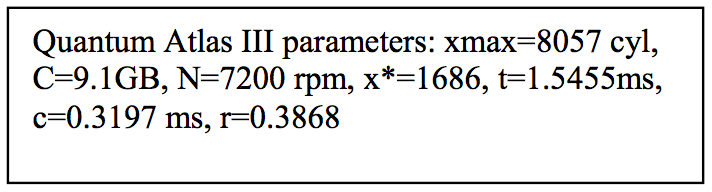 Quantum Atlas III parameters: xmax=8057 cyl,
C=9.1GB, N=7200 rpm, x*=1686, t=1.5455ms,
c=0.3197 ms, r=0.3868